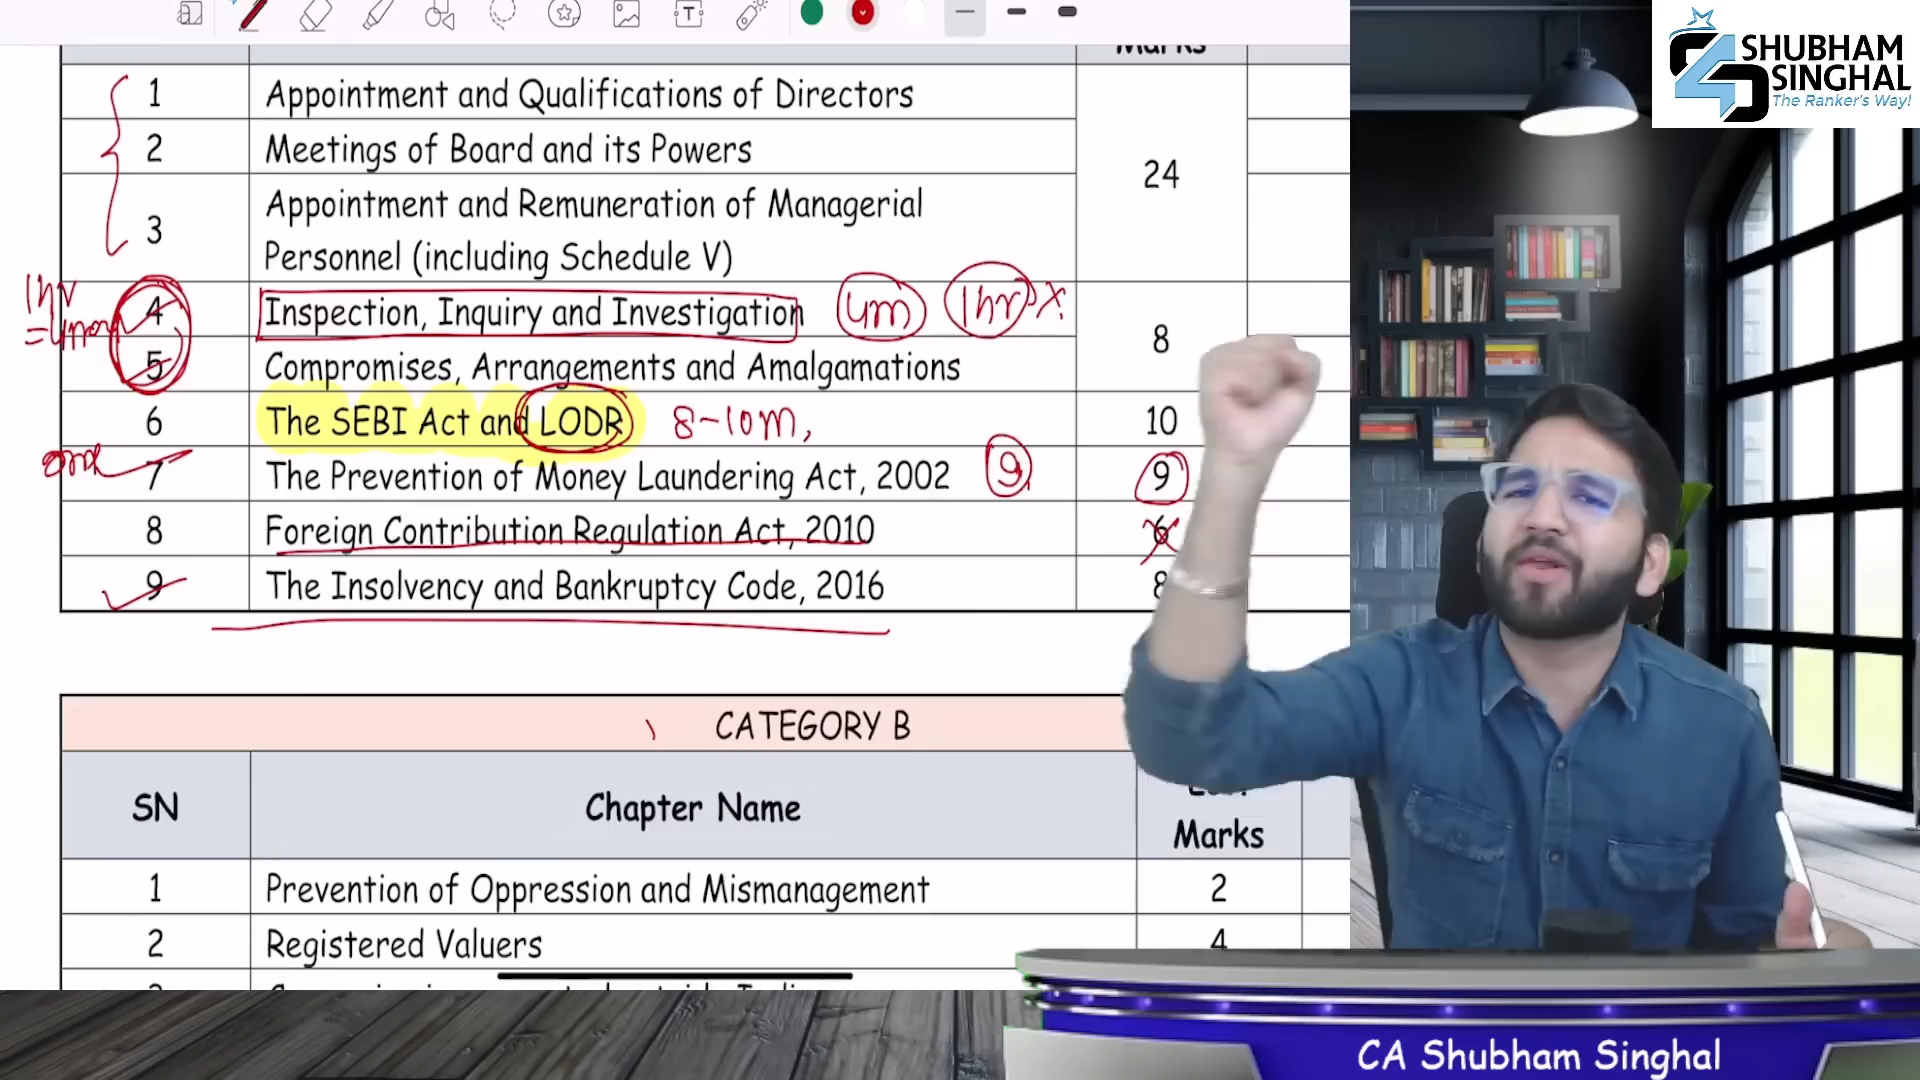 SHUBHAM
SINGHAL
The Ranker's Way!
1 Appointment and Qualifications of Directors
2 Meetings of Board and its Powers
24
3 Appointment and Remuneration of Managerial
Personnel (including Schedule V)
1hr
4 Inspection, Inquiry and Investigation 4m 1hr x
8
5 Compromises, Arrangements and Amalgamations
6 The SEBI Act and LODR 8-10m, 10
7 The Prevention of Money Laundering Act, 2002 9 9
8 Foreign Contribution Regulation Act, 2010 6
9 The Insolvency and Bankruptcy Code, 2016 8
CATEGORY B
SN Chapter Name Marks
1 Prevention of Oppression and Mismanagement 2
2 Registered Valuers 4
CA Shubham Singhal